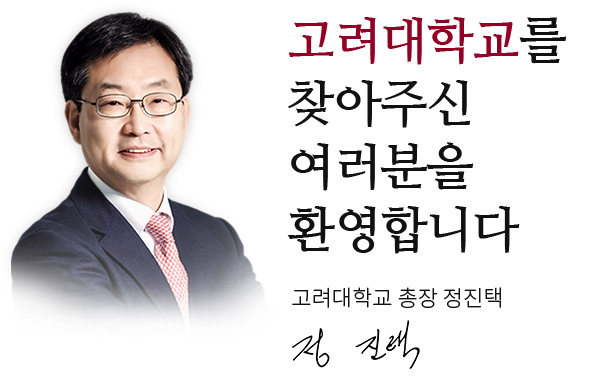 고려대학교를
찾아주신
여러분을
환영합니다
고려대학교 총장 정진택
정 진택